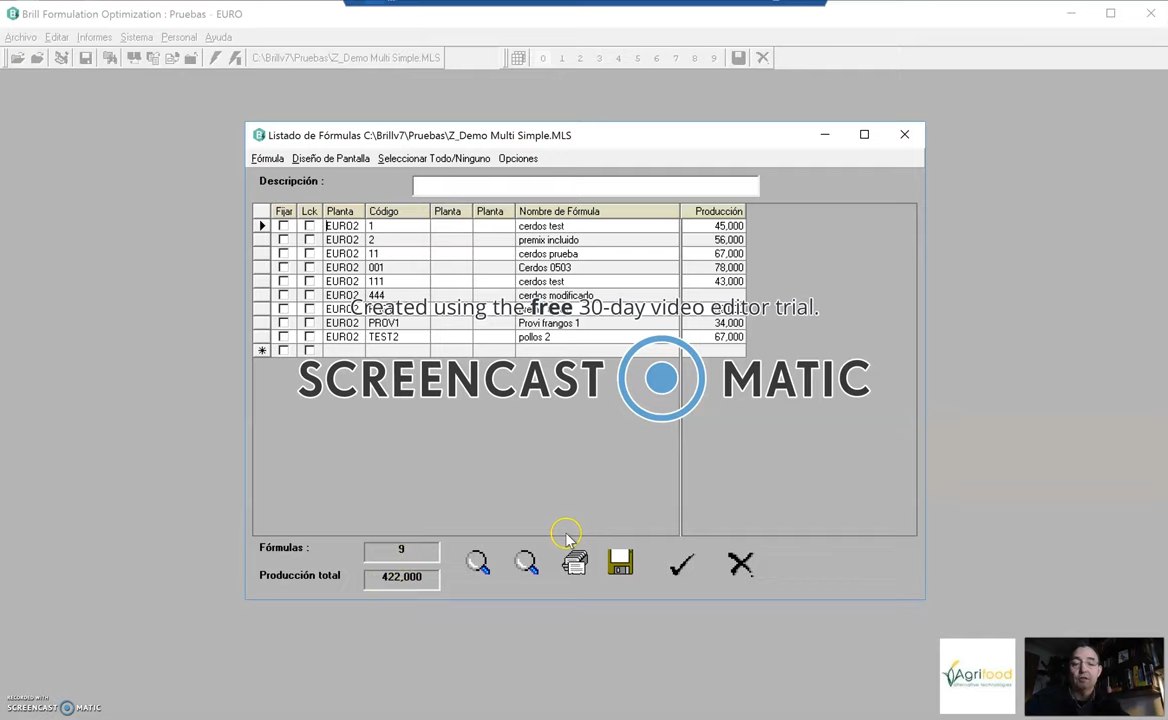 Brill Formulation Optimization : Pruebas - EURO
Archivo Editar Informes Sistema Personal Ayuda
C:\Brillv7\Pruebas\Z_Demo Multi Simple.MLS 0 1 2 3 4 5 6 7 8 9
Listado de Fórmulas C:\Brillv7\Pruebas\Z_Demo Multi Simple.MLS
Fórmula Diseño de Pantalla Seleccionar Todo/Ninguno Opciones
Descripción :
Fijar Lck Planta Código Planta Planta Nombre de Fórmula Producción
EURO2 1 cerdos test 45,000
EURO2 2 premix incluido 56,000
EURO2 11 cerdos prueba 67,000
EURO2 001 Cerdos 0503 78,000
EURO2 111 cerdos test 43,000
EURO2 444 cerdos modificado
Created using the free 30-day video editor trial.
EURO2 PROV1 Provi frangos 1 34,000
EURO2 TEST2 pollos 2 67,000
SCREENCAST MATIC
Fórmulas : 9
Producción total 422,000
Agrifood
alternative technologies
RECORDED WITH
SCREENCAST MATIC